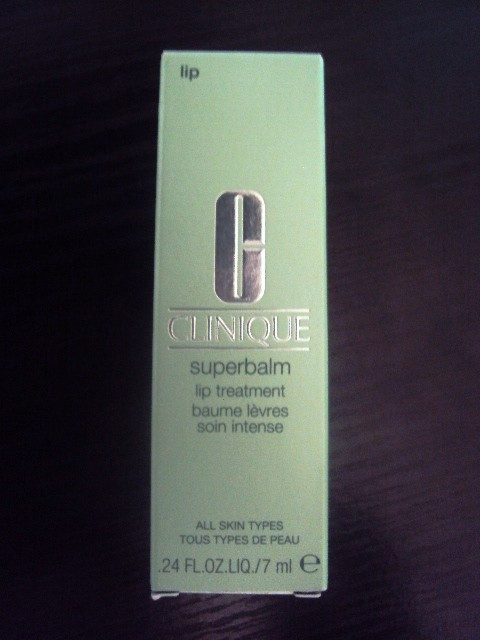 lip
CLINIQUE
superbalm
lip treatment
baume lèvres
soin intense
ALL SKIN TYPES
TOUS TYPES DE PEAU
.24 FL.OZ.LIQ./7 ml ℮